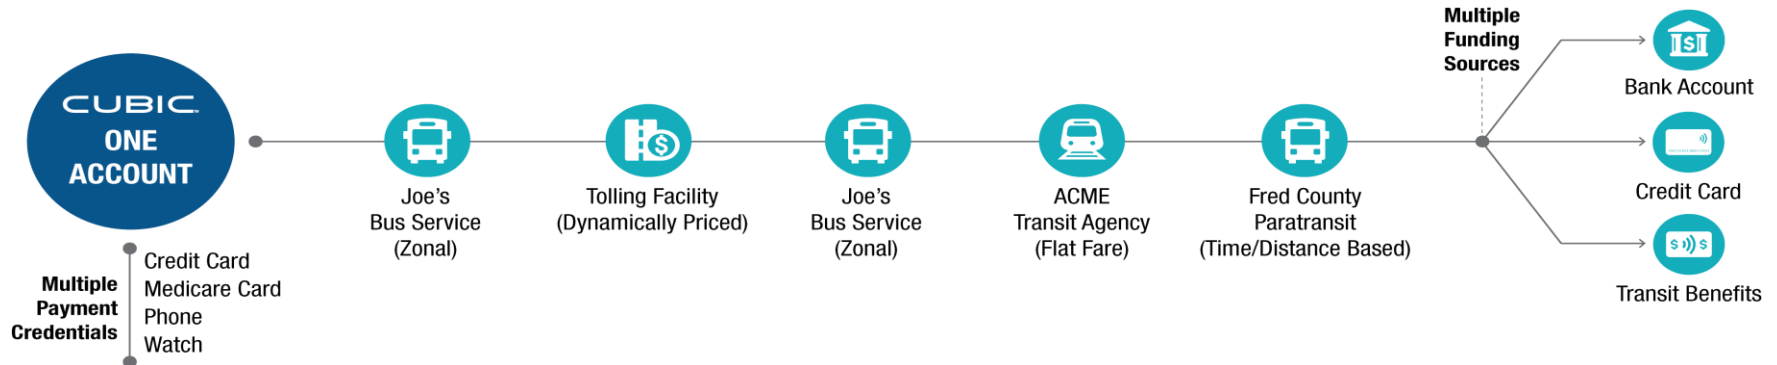 CUBIC
ONE
ACCOUNT
Multiple
Payment
Credentials
Credit Card
Medicare Card
Phone
Watch
Joe's
Bus Service
(Zonal)
$
Tolling Facility
(Dynamically Priced)
Joe's
Bus Service
(Zonal)
ACME
Transit Agency
(Flat Fare)
Fred County
Paratransit
(Time/Distance Based)
Multiple
Funding
Sources
$
Bank Account
Credit Card
$ $
Transit Benefits